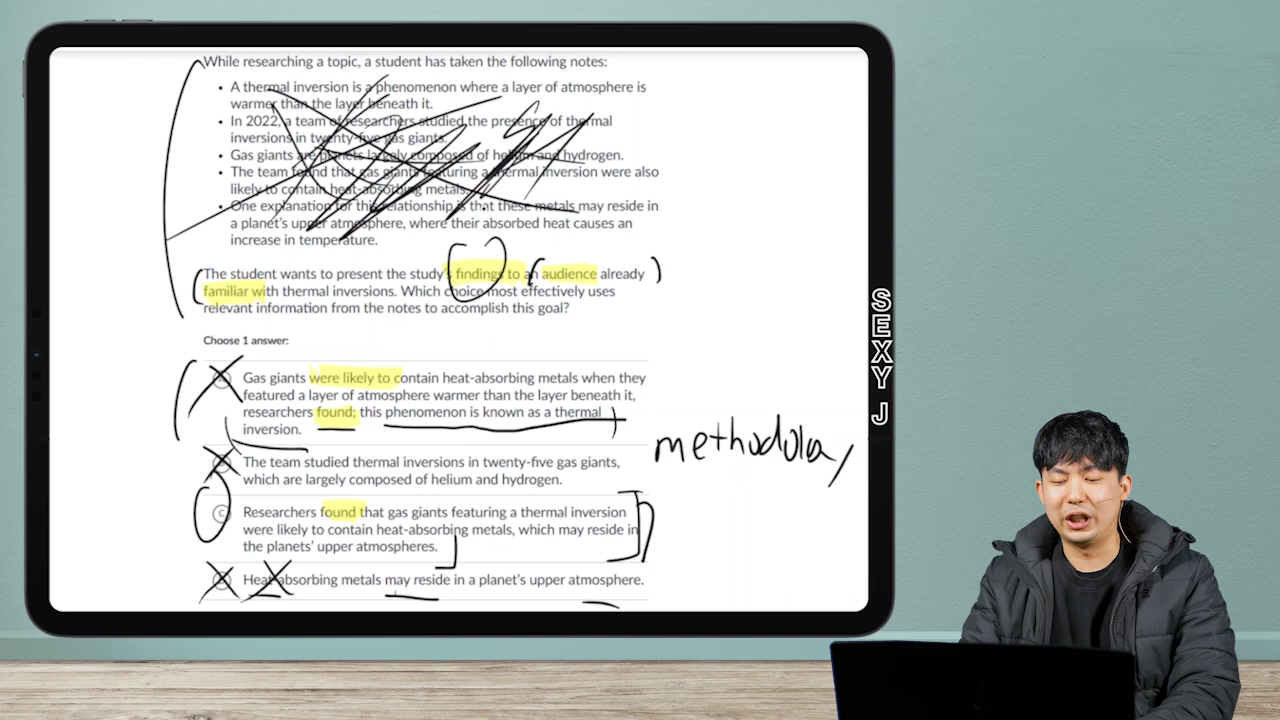 While researching a topic, a student has taken the following notes:
• A thermal inversion is a phenomenon where a layer of atmosphere is
warmer than the layer beneath it.
• In 2022, a team of researchers studied the presence of thermal
inversions in twenty-five gas giants.
• Gas giants are planets largely composed of helium and hydrogen.
• The team found that gas giants featuring a thermal inversion were also
likely to contain heat-absorbing metals.
• One explanation for this relationship is that these metals may reside in
a planet's upper atmosphere, where their absorbed heat causes an
increase in temperature.
The student wants to present the study's findings to an audience already
familiar with thermal inversions. Which choice most effectively uses
relevant information from the notes to accomplish this goal?
Choose 1 answer:
Gas giants were likely to contain heat-absorbing metals when they
featured a layer of atmosphere warmer than the layer beneath it,
researchers found; this phenomenon is known as a thermal
inversion.
The team studied thermal inversions in twenty-five gas giants,
which are largely composed of helium and hydrogen.
C Researchers found that gas giants featuring a thermal inversion
were likely to contain heat-absorbing metals, which may reside in
the planets' upper atmospheres.
Heat-absorbing metals may reside in a planet's upper atmosphere.
SEXY J